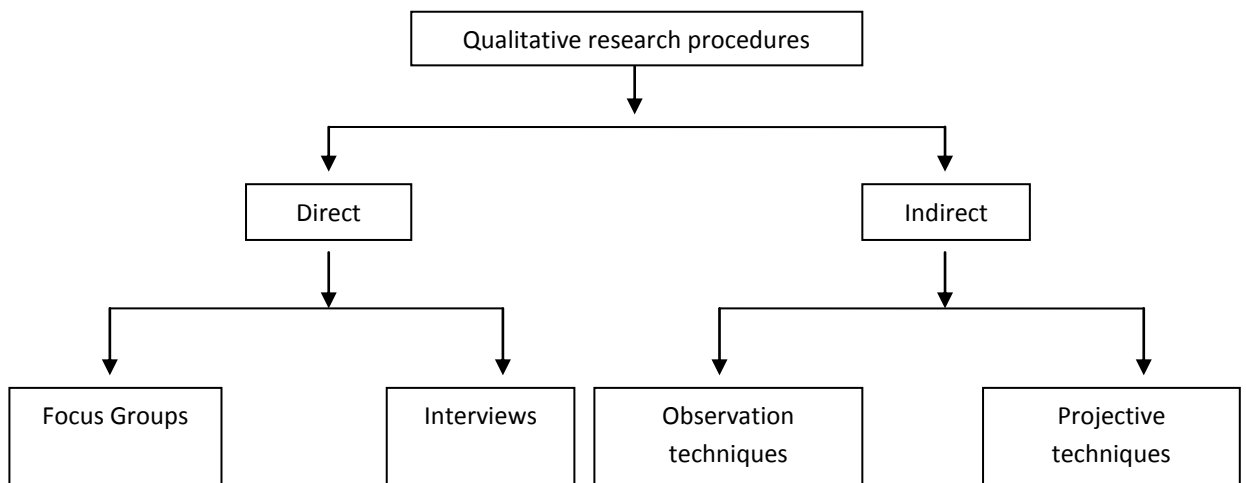 Qualitative research procedures
Direct
Indirect
Focus Groups
Interviews
Observation
techniques
Projective
techniques